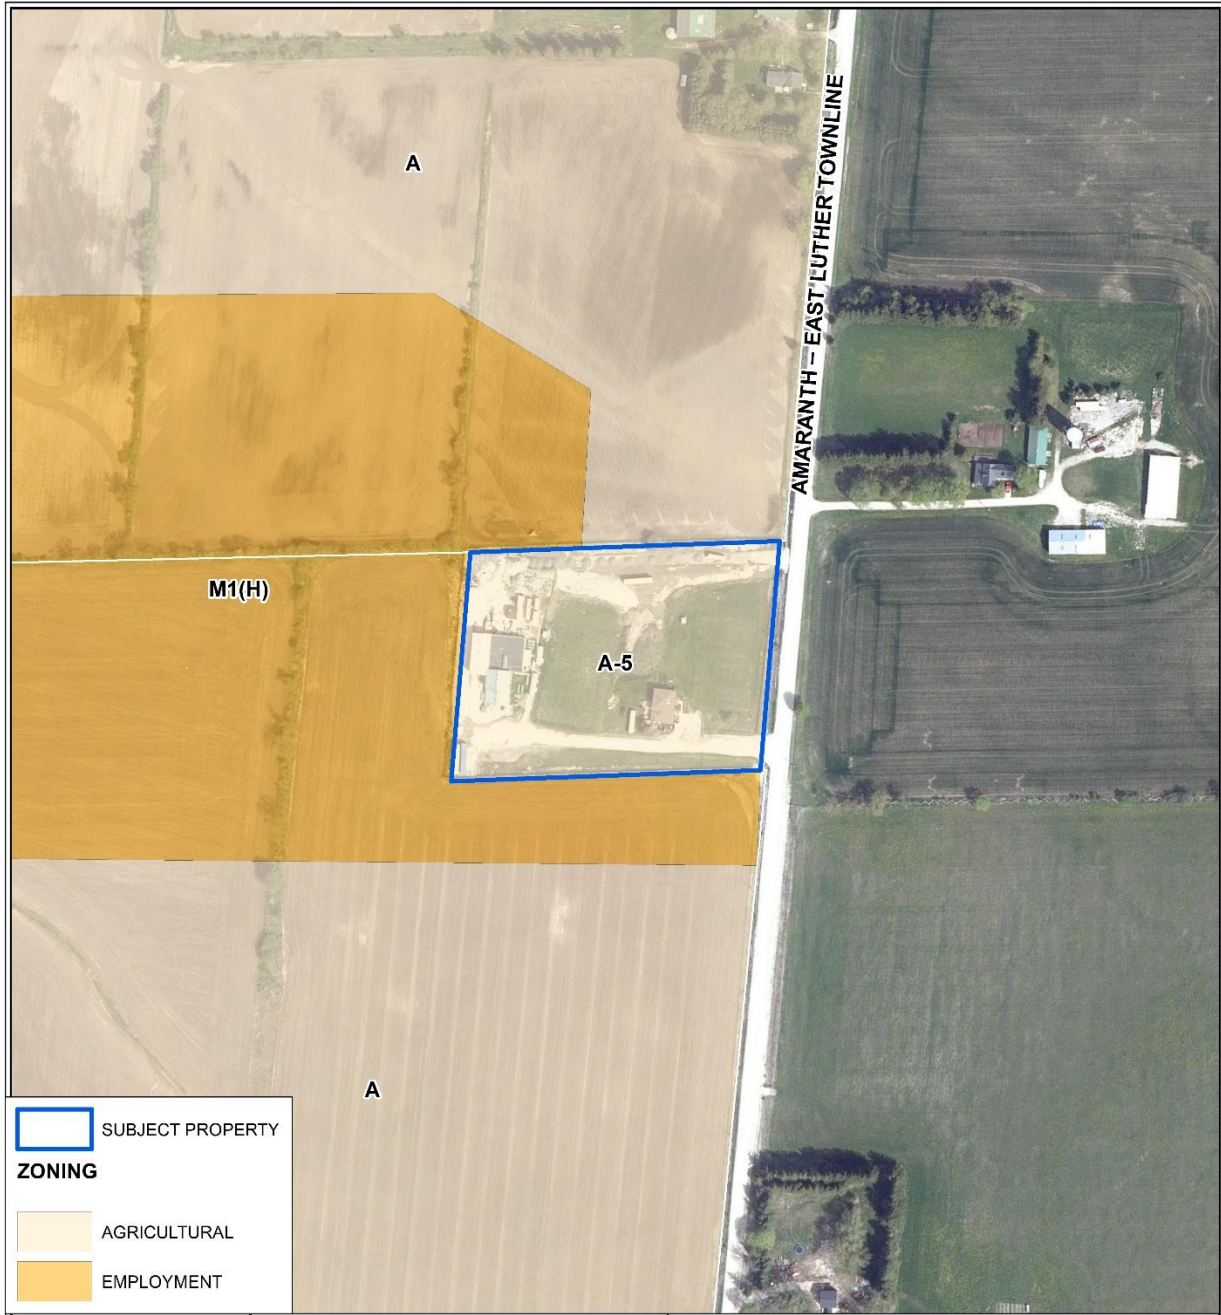 A
AMARANTH – EAST LUTHER TOWNLINE
M1(H)
A-5
A
SUBJECT PROPERTY
ZONING
AGRICULTURAL
EMPLOYMENT